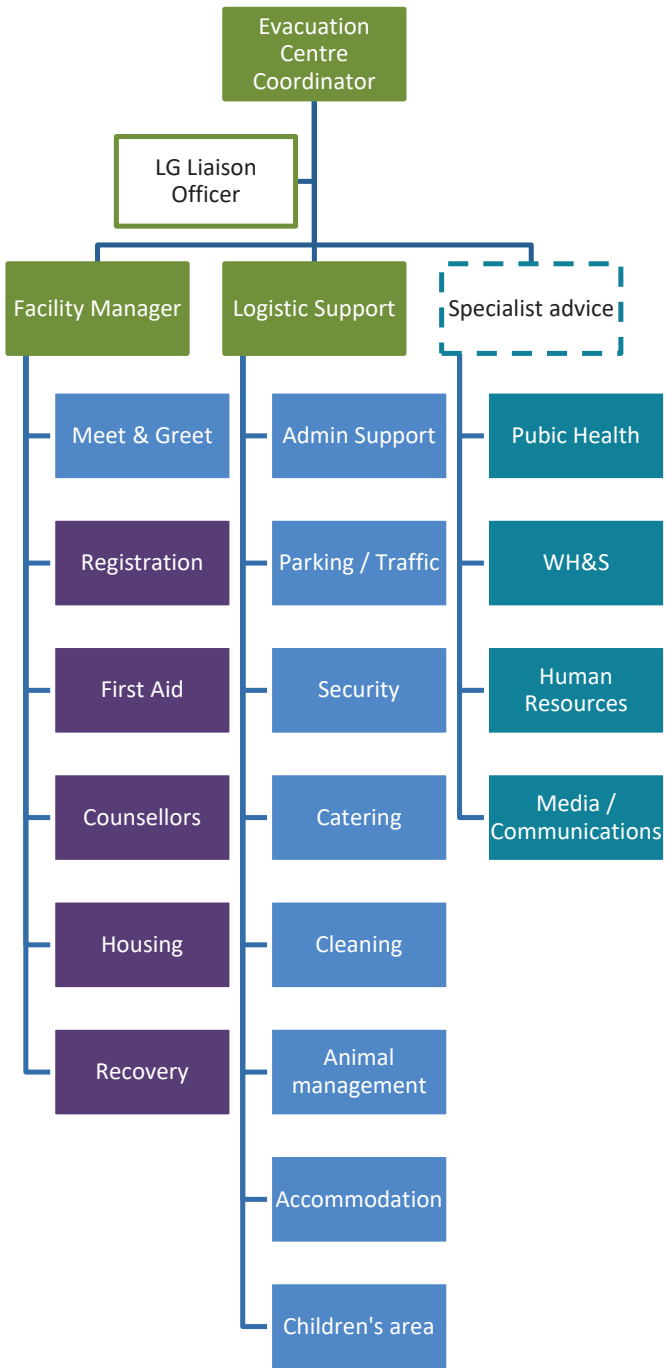 Evacuation
Centre
Coordinator
LG Liaison
Officer
Facility Manager
Logistic Support
Specialist advice
Meet & Greet
Registration
First Aid
Counsellors
Housing
Recovery
Admin Support
Parking / Traffic
Security
Catering
Cleaning
Animal
management
Accommodation
Children's area
Pubic Health
WH&S
Human
Resources
Media /
Communications